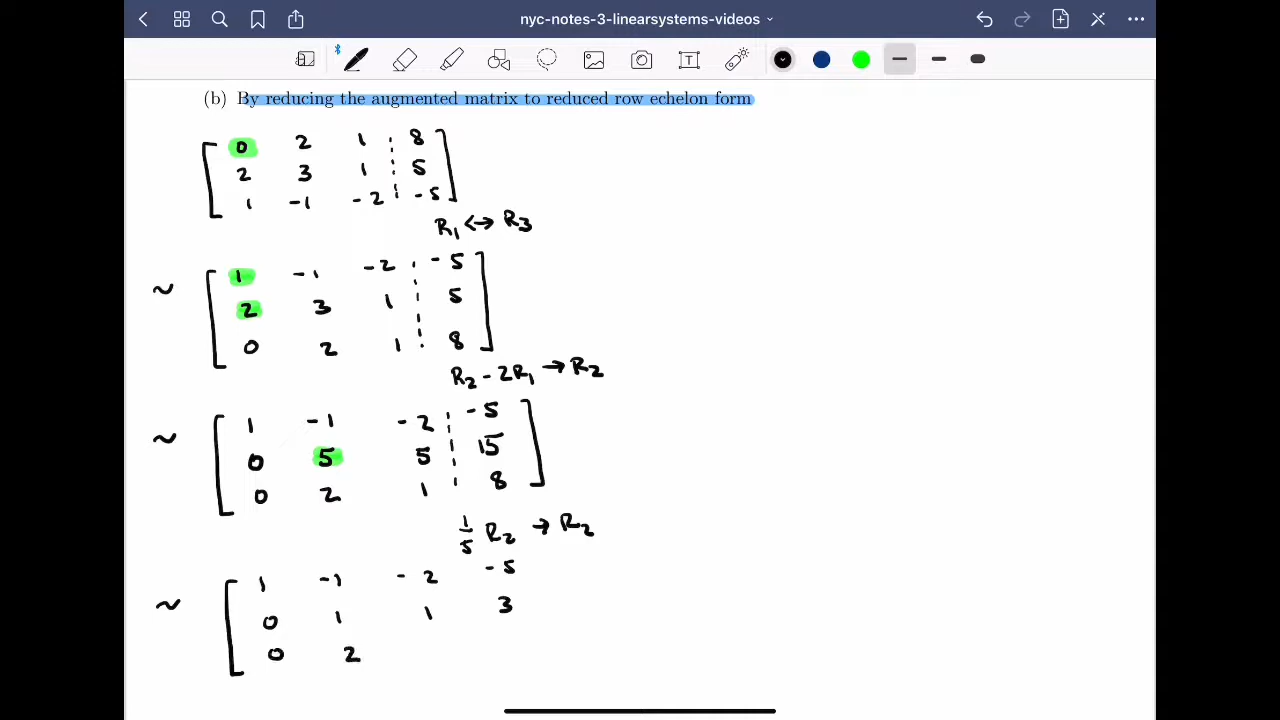 nyc-notes-3-linearsystems-videos
(b) By reducing the augmented matrix to reduced row echelon form
0 2 1 8
2 3 1 5
1 -1 -2 -5
R1 ↔ R3
~ 1 -1 -2 -5
2 3 1 5
0 2 1 8
R2 - 2R1 → R2
~ 1 -1 -2 -5
0 5 5 15
0 2 1 8
1/5 R2 → R2
~ 1 -1 -2 -5
0 1 1 3
0 2